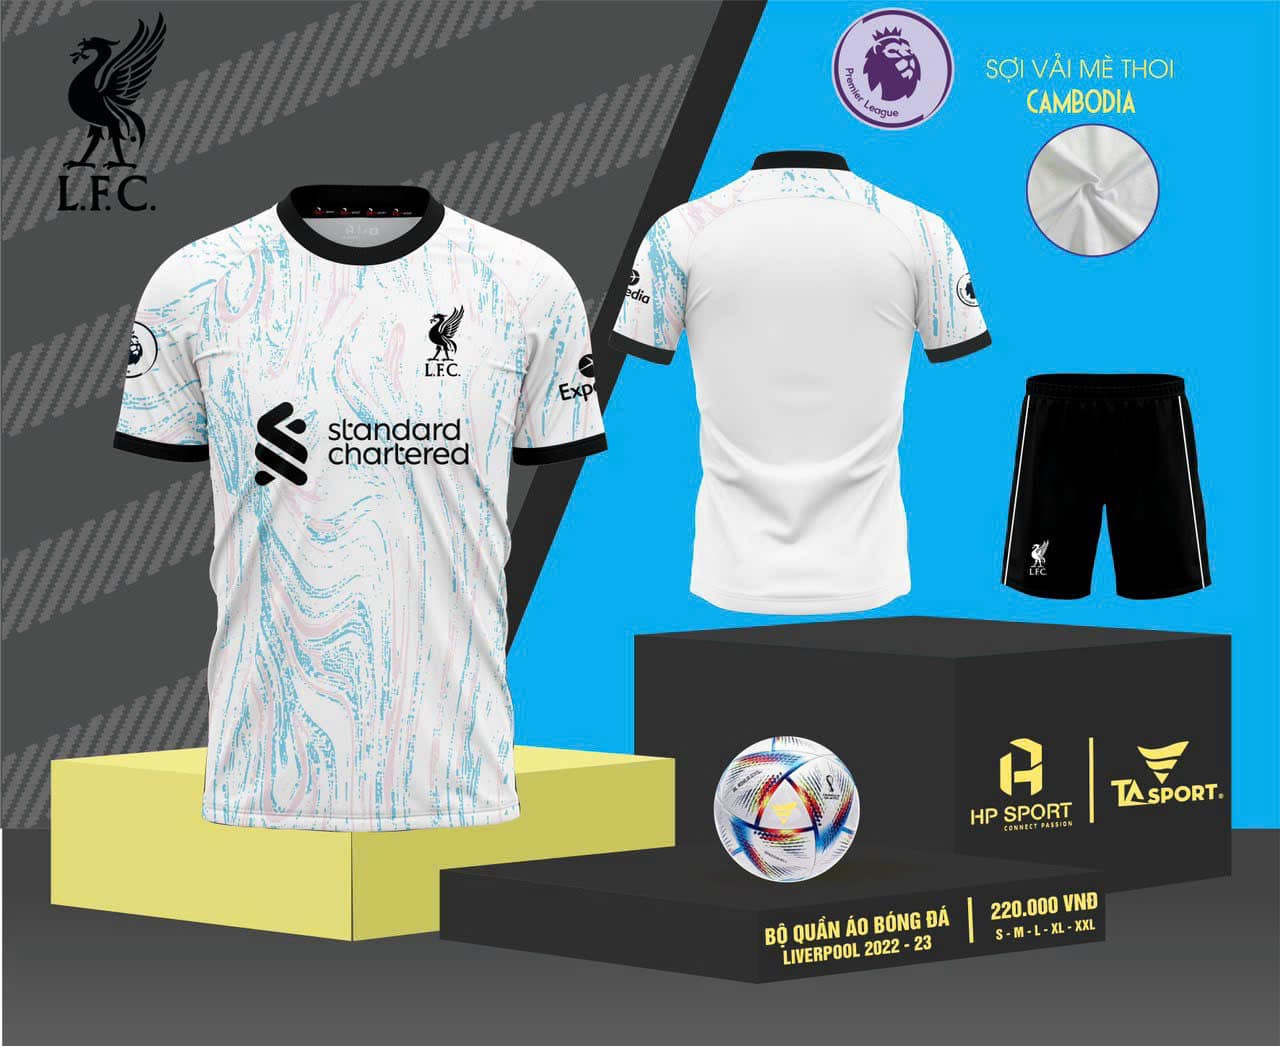 L.F.C.
Premier League
SỢI VẢI MÈ THOI
CAMBODIA
L.F.C.
Expe
standard
chartered
edia
L.F.C.
HP SPORT
CONNECT PASSION
TA SPORT®
BỘ QUẦN ÁO BÓNG ĐÁ
LIVERPOOL 2022 - 23
220.000 VNĐ
S - M - L - XL - XXL